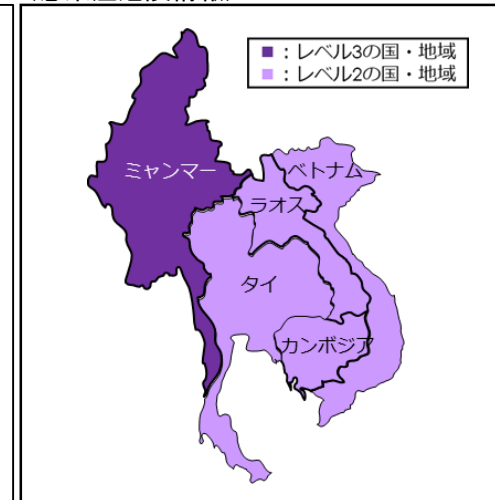 ■：レベル3の国・地域
■：レベル2の国・地域
ミャンマー
ベトナム
ラオス
タイ
カンボジア